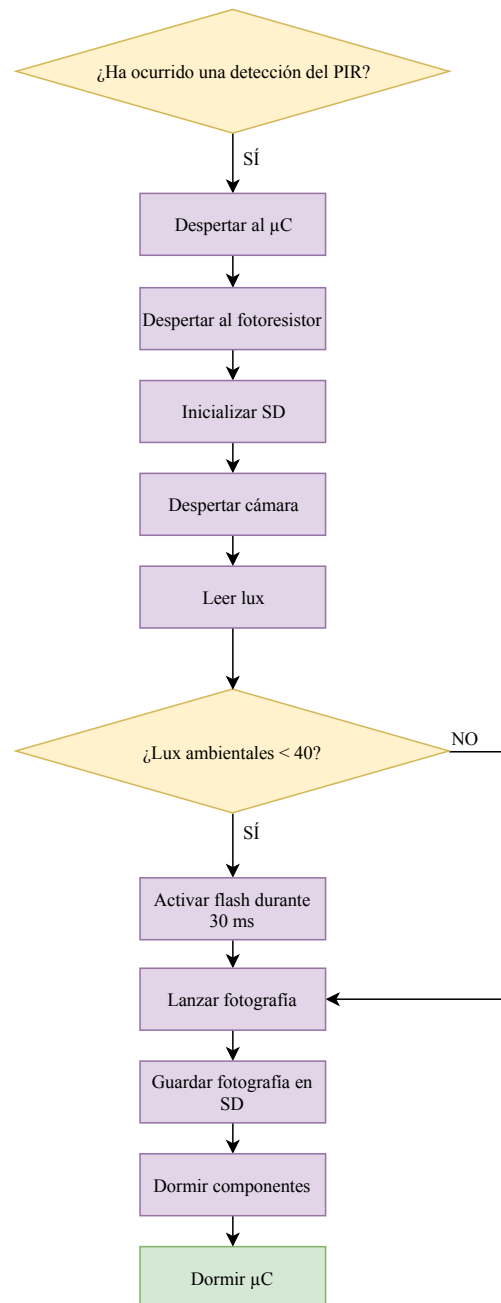 ¿Ha ocurrido una detección del PIR?
SÍ
Despertar al µC
Despertar al fotoresistor
Inicializar SD
Despertar cámara
Leer lux
¿Lux ambientales < 40?
NO
SÍ
Activar flash durante
30 ms
Lanzar fotografía
Guardar fotografía en
SD
Dormir componentes
Dormir µC